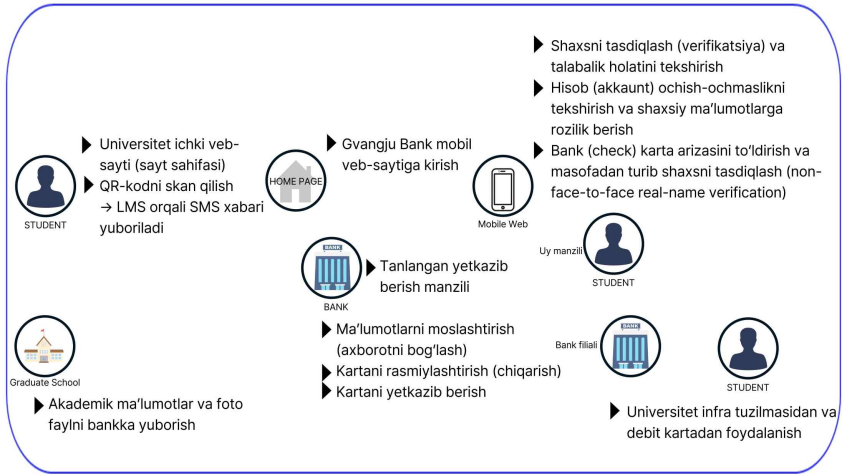 Shaxsni tasdiqlash (verifikatsiya) va
talabalik holatini tekshirish
Hisob (akkaunt) ochish-ochmaslikni
tekshirish va shaxsiy ma’lumotlarga
rozilik berish
Bank (check) karta arizasini to‘ldirish va
masofadan turib shaxsni tasdiqlash (non-
face-to-face real-name verification)
Mobile Web
Universitet ichki veb-
sayti (sayt sahifasi)
QR-kodni skan qilish
→ LMS orqali SMS xabari
yuboriladi
STUDENT
Gvangju Bank mobil
veb-saytiga kirish
HOME PAGE
Uy manzili
STUDENT
BANK
Tanlangan yetkazib
berish manzili
BANK
Ma’lumotlarni moslashtirish
(axborotni bog‘lash)
Kartani rasmiylashtirish (chiqarish)
Kartani yetkazib berish
Graduate School
Akademik ma’lumotlar va foto
faylni bankka yuborish
Bank filiali
BANK
STUDENT
Universitet infra tuzilmasidan va
debit kartadan foydalanish